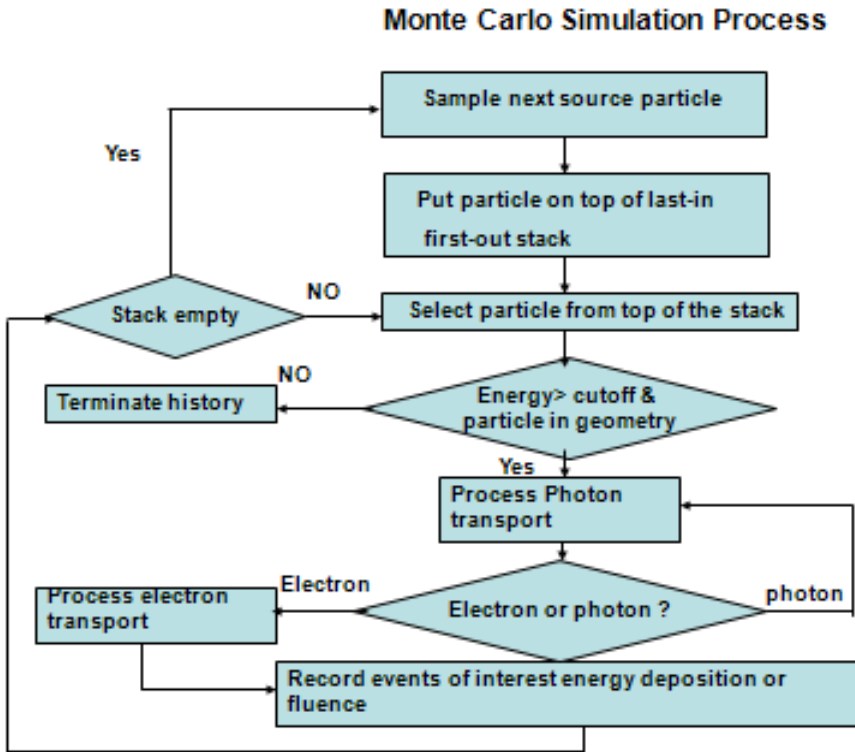 Monte Carlo Simulation Process
Sample next source particle
Yes
Put particle on top of last-in
first-out stack
Stack empty
NO
Select particle from top of the stack
NO
Energy> cutoff &
particle in geometry
Terminate history
Yes
Process Photon
transport
Electron
Electron or photon ?
photon
Process electron
transport
Record events of interest energy deposition or
fluence